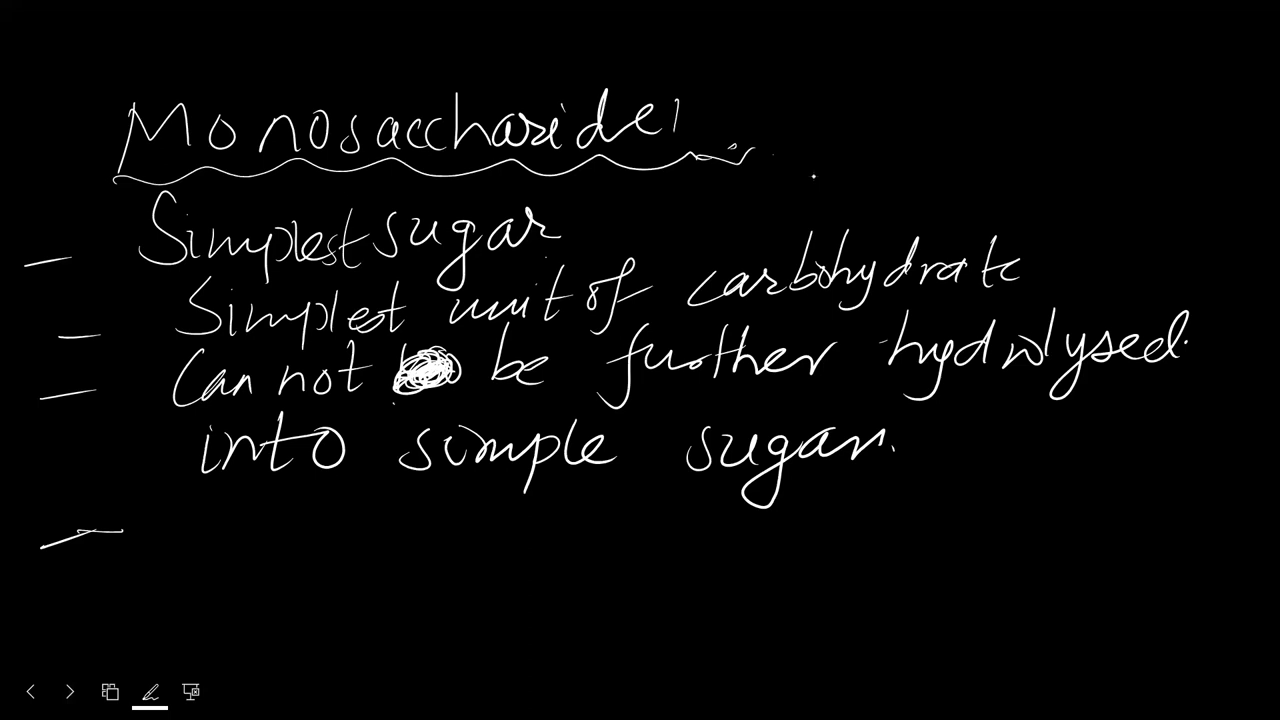 Monosaccharide
- Simplest sugar
- Simplest unit of carbohydrate
- Can not be further hydrolysed
into simple sugar.